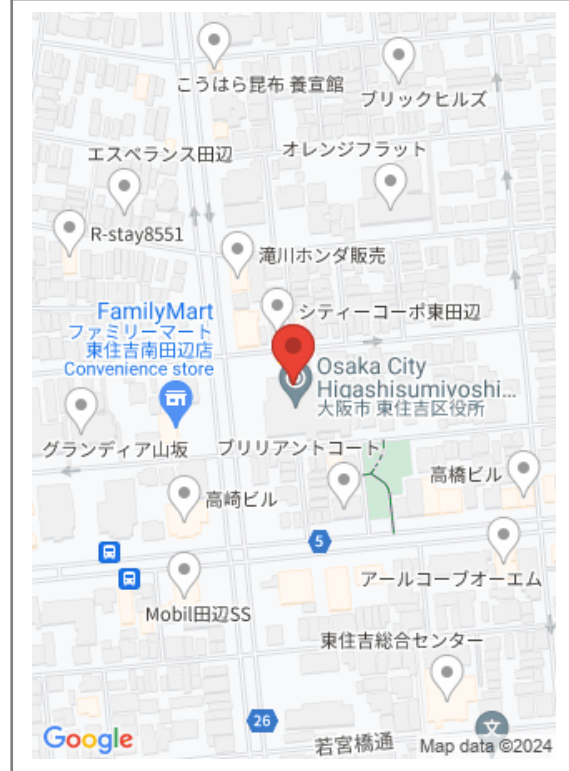 こうはら昆布 養宣館
ブリックヒルズ
エスペランス田辺
オレンジフラット
R-stay8551
滝川ホンダ販売
FamilyMart
ファミリーマート
東住吉南田辺店
Convenience store
シティーコーポ東田辺
Osaka City
Higashisumiyoshi...
大阪市 東住吉区役所
グランディア山坂
ブリリアントコート
高橋ビル
高崎ビル
5
アールコーブオーエム
Mobil田辺SS
東住吉総合センター
26
若宮橋通
文
Google
Map data ©2024